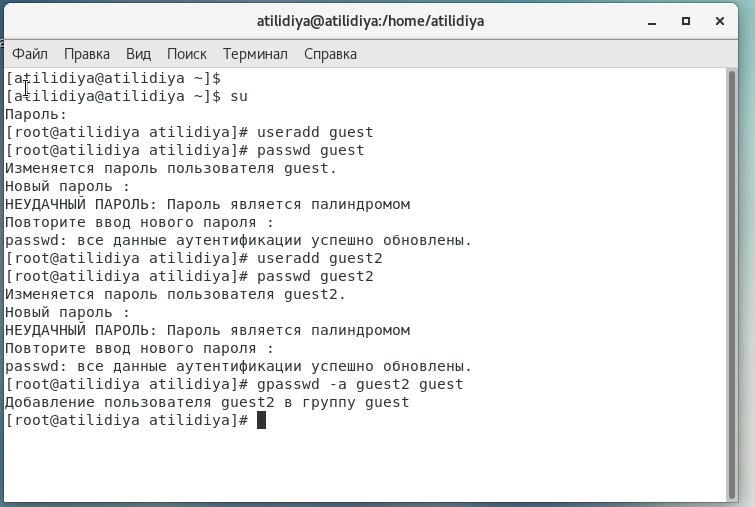 atilidiya@atilidiya:/home/atilidiya
Файл Правка Вид Поиск Терминал Справка
[atilidiya@atilidiya ~]$
[atilidiya@atilidiya ~]$ su
Пароль:
[root@atilidiya atilidiya]# useradd guest
[root@atilidiya atilidiya]# passwd guest
Изменяется пароль пользователя guest.
Новый пароль :
НЕУДАЧНЫЙ ПАРОЛЬ: Пароль является палиндромом
Повторите ввод нового пароля :
passwd: все данные аутентификации успешно обновлены.
[root@atilidiya atilidiya]# useradd guest2
[root@atilidiya atilidiya]# passwd guest2
Изменяется пароль пользователя guest2.
Новый пароль :
НЕУДАЧНЫЙ ПАРОЛЬ: Пароль является палиндромом
Повторите ввод нового пароля :
passwd: все данные аутентификации успешно обновлены.
[root@atilidiya atilidiya]# gpasswd -a guest2 guest
Добавление пользователя guest2 в группу guest
[root@atilidiya atilidiya]#